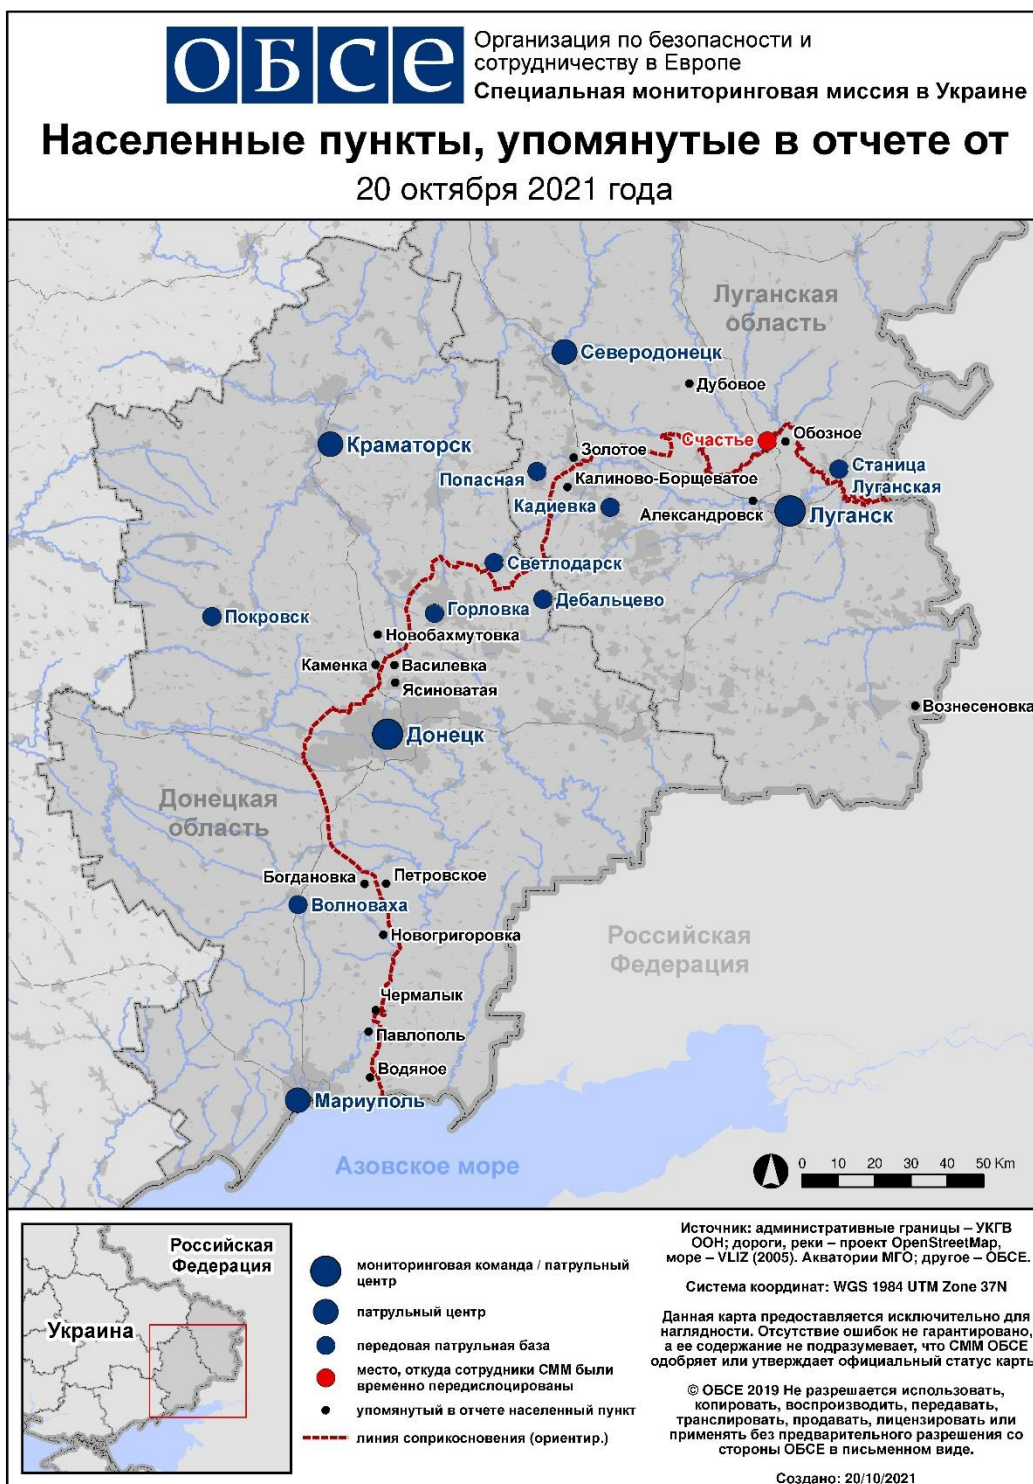 ОБСЕ
Организация по безопасности и
сотрудничеству в Европе
Специальная мониторинговая миссия в Украине
Населенные пункты, упомянутые в отчете от
20 октября 2021 года
Луганская
область
Северодонецк
Дубовое
Краматорск
Счастье
Обозное
Золотое
Станица
Луганская
Попасная
Калиново-Борщеватое
Кадиевка
Александровск
Луганск
Светлодарск
Дебальцево
Горловка
Покровск
Новобахмутовка
Каменка
Василевка
Ясиноватая
Вознесеновка
Донецк
Донецкая
область
Богдановка
Петровское
Волноваха
Новогригоровка
Российская
Федерация
Чермалык
Павлополь
Водяное
Мариуполь
Азовское море
0 10 20 30 40 50 Km
Российская
Федерация
Украина
мониторинговая команда / патрульный
центр
патрульный центр
передовая патрульная база
место, откуда сотрудники СММ были
временно передислоцированы
упомянутый в отчете населенный пункт
линия соприкосновения (ориентир.)
Источник: административные границы – УКГВ
ООН; дороги, реки – проект OpenStreetMap,
море – VLIZ (2005). Акватории МГО; другое – ОБСЕ.
Система координат: WGS 1984 UTM Zone 37N
Данная карта предоставляется исключительно для
наглядности. Отсутствие ошибок не гарантировано,
а ее содержание не подразумевает, что СММ ОБСЕ
одобряет или утверждает официальный статус карты.
© ОБСЕ 2019 Не разрешается использовать,
копировать, воспроизводить, передавать,
транслировать, продавать, лицензировать или
применять без предварительного разрешения со
стороны ОБСЕ в письменном виде.
Создано: 20/10/2021